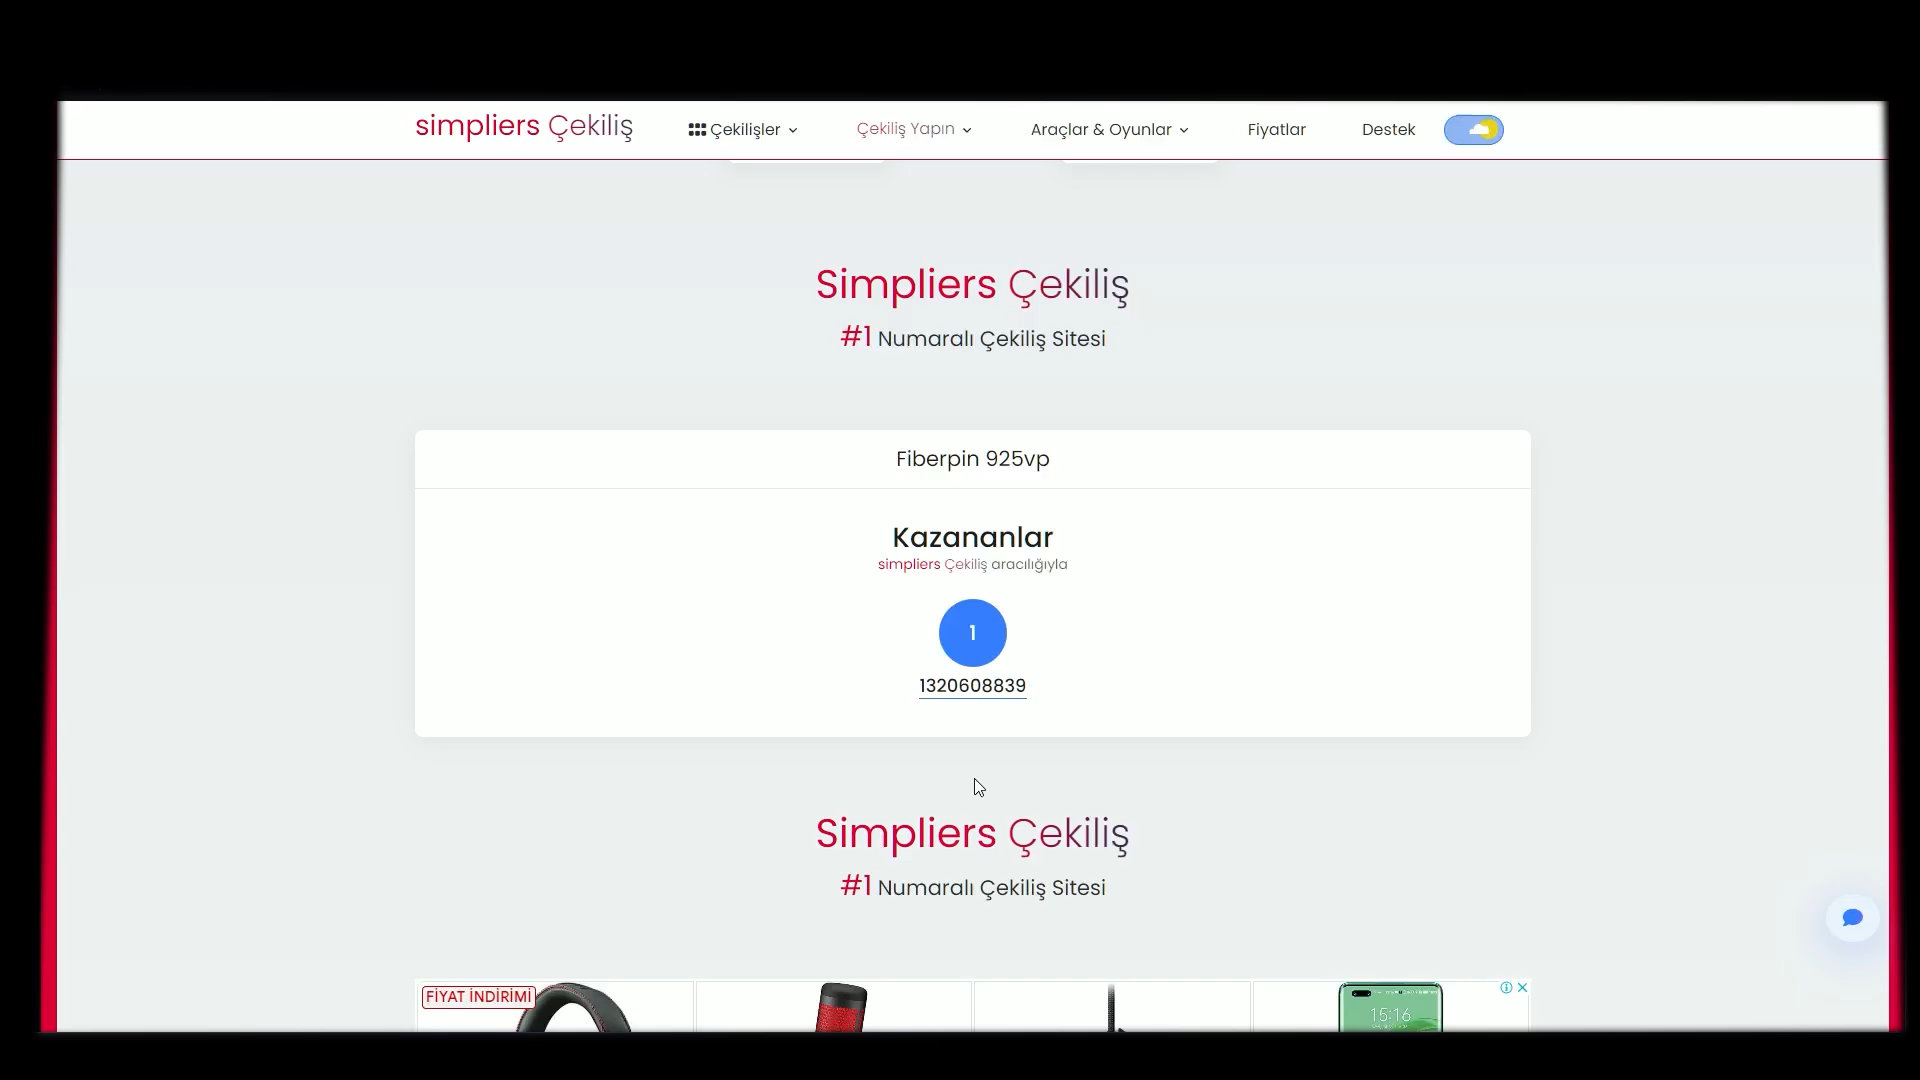 simpliers Çekiliş
Çekilişler
Çekiliş Yapın
Araçlar & Oyunlar
Fiyatlar
Destek
Simpliers Çekiliş
#1 Numaralı Çekiliş Sitesi
Fiberpin 925vp
Kazananlar
simpliers Çekiliş aracılığıyla
1
1320608839
Simpliers Çekiliş
#1 Numaralı Çekiliş Sitesi
FİYAT İNDİRİMİ
15:16